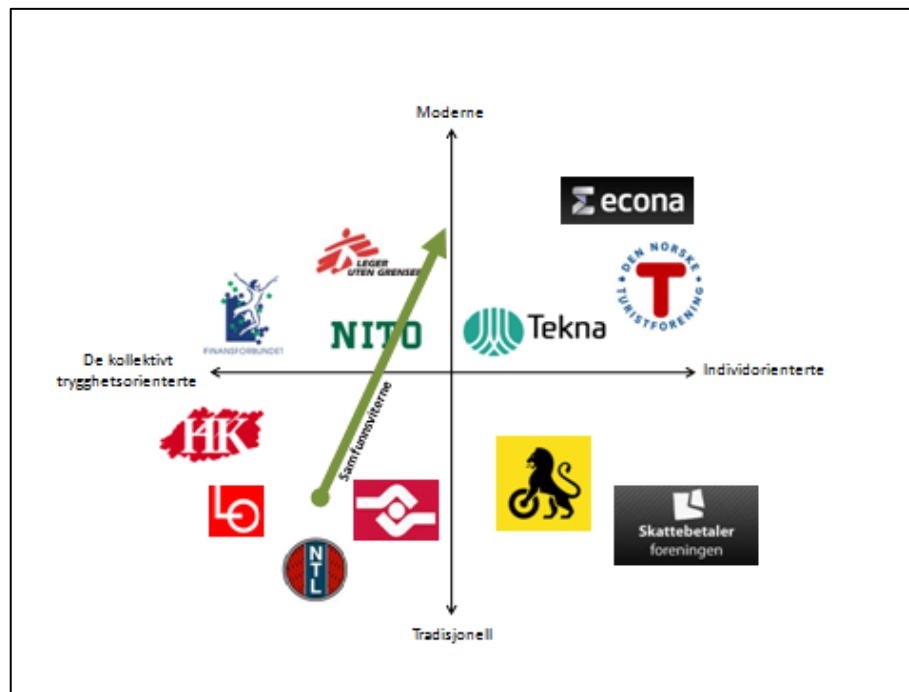 Moderne
econa
LEGER
UTEN GRENSER
DEN NORSKE
T
TURISTFORENING
FINANSFORBUNDET
NITO
Tekna
De kollektivt
trygghetsorienterte
Individorienterte
Samfunnsviterne
HK
LO
NTL
Skattebetaler
foreningen
Tradisjonell